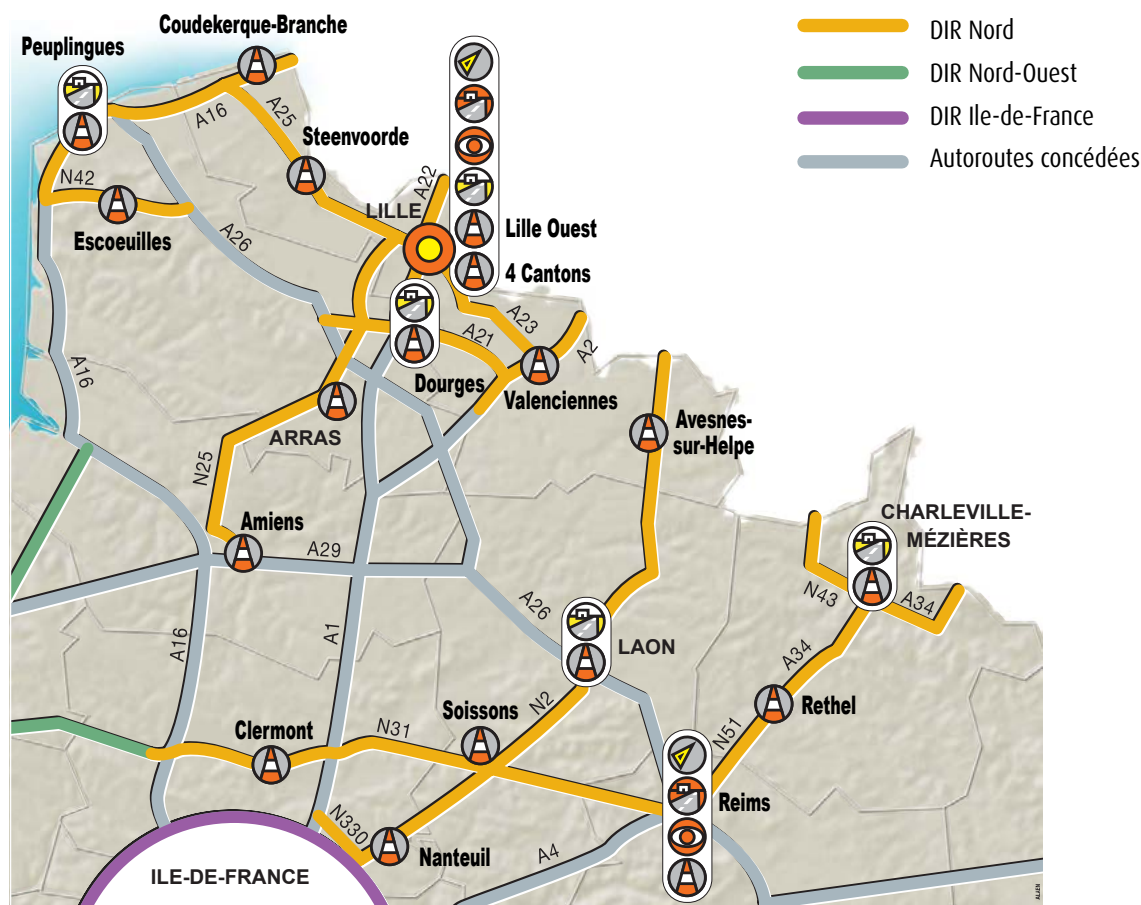 Coudekerque-Branche
Peuplingues
DIR Nord
DIR Nord-Ouest
DIR Ile-de-France
Autoroutes concédées
A16
A25
Steenvoorde
N42
A22
LILLE
Escoeuilles
A26
Lille Ouest
4 Cantons
A23
A21
A2
A16
Dourges
Valenciennes
ARRAS
Avesnes-
sur-Helpe
N25
Amiens
A29
CHARLEVILLE-
MÉZIÈRES
N43
A34
A26
A16
A1
LAON
A34
Rethel
N2
Soissons
N31
Clermont
N51
Reims
N330
Nanteuil
A4
ILE-DE-FRANCE